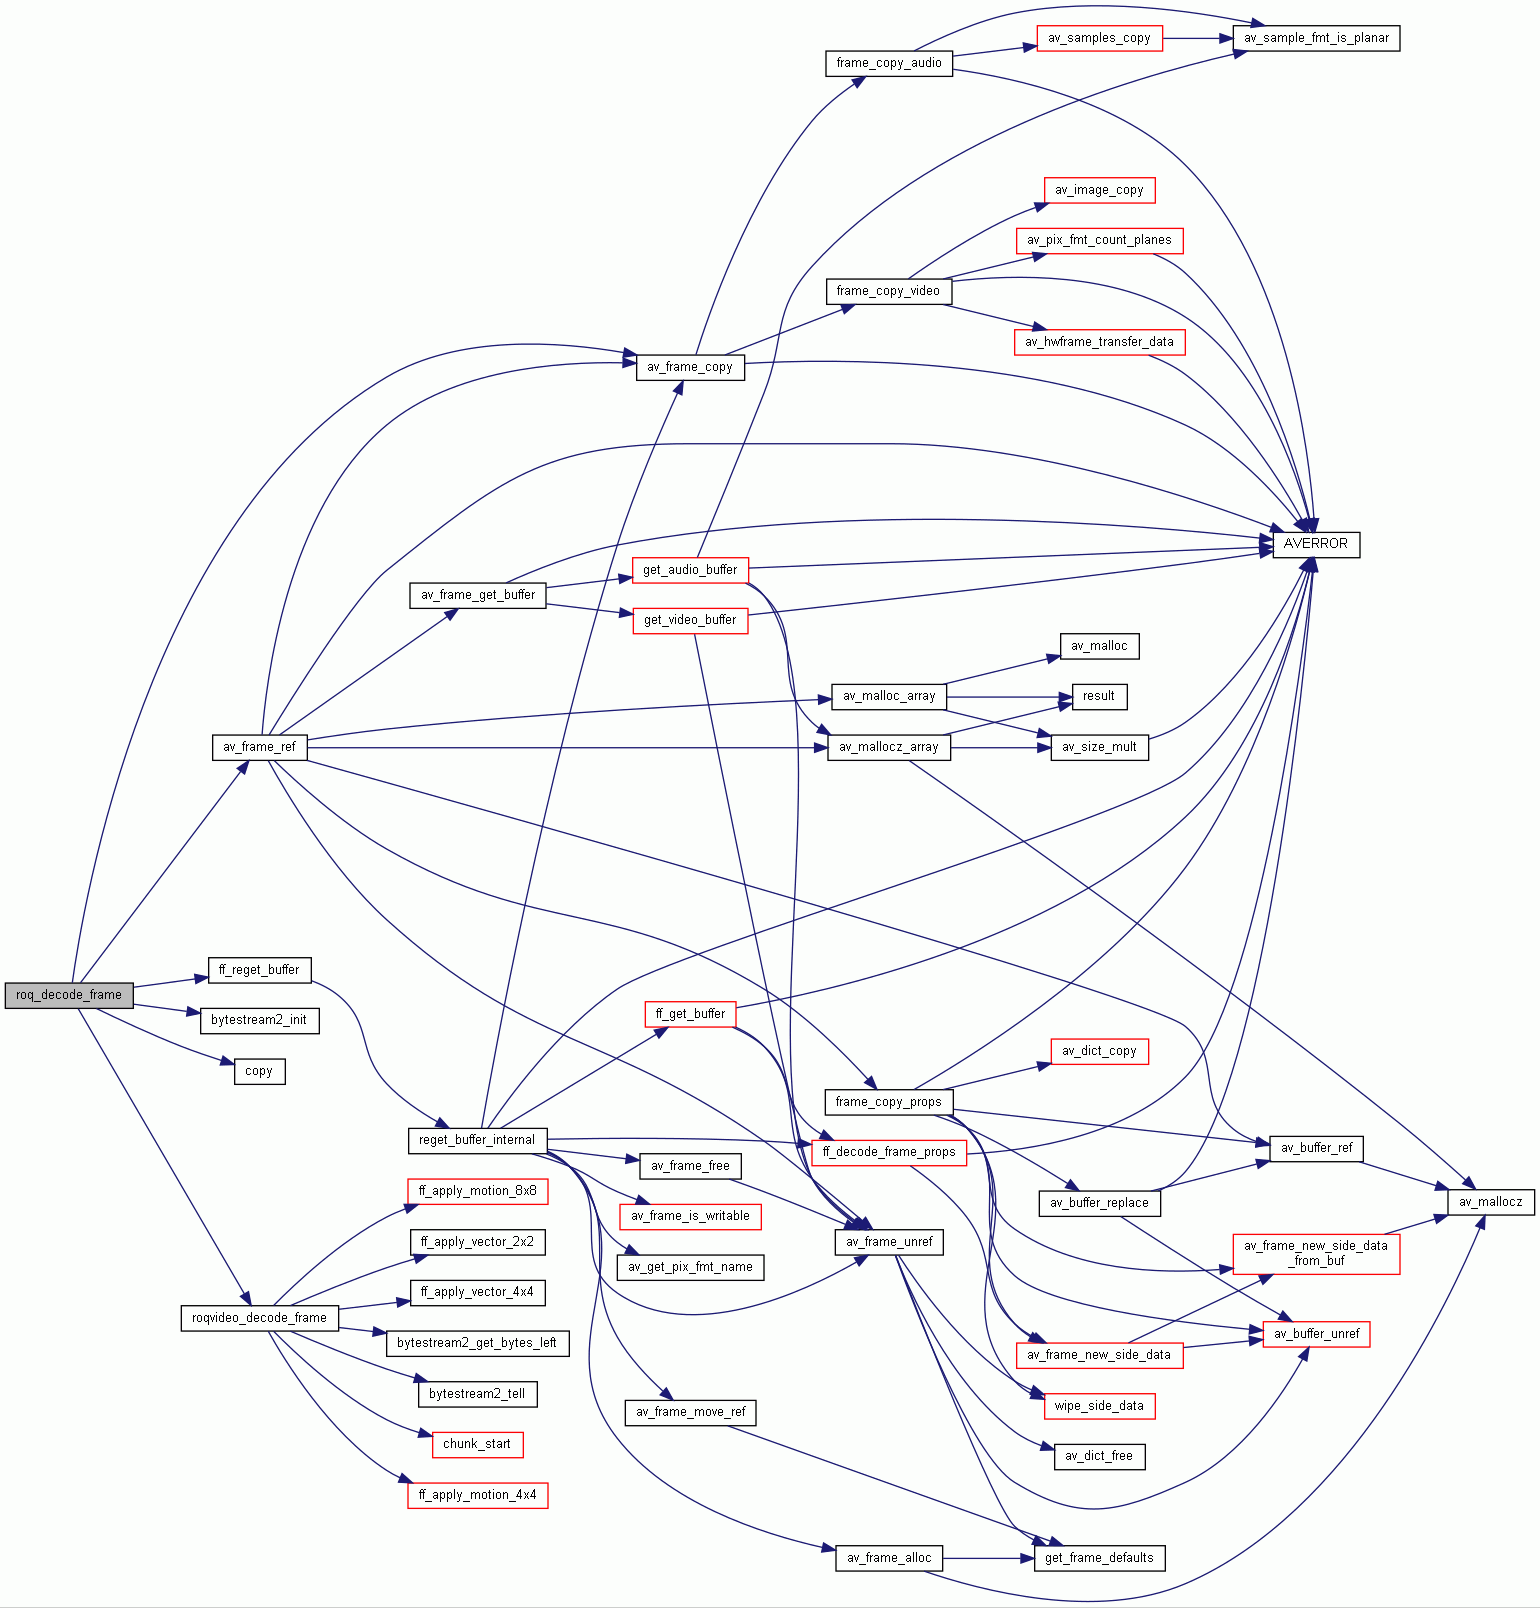 av_samples_copy
av_sample_fmt_is_planar
frame_copy_audio
av_image_copy
av_pix_fmt_count_planes
frame_copy_video
av_hwframe_transfer_data
av_frame_copy
AVERROR
get_audio_buffer
av_frame_get_buffer
get_video_buffer
av_malloc
av_malloc_array
result
av_frame_ref
av_mallocz_array
av_size_mult
ff_reget_buffer
roq_decode_frame
ff_get_buffer
bytestream2_init
av_dict_copy
copy
frame_copy_props
reget_buffer_internal
ff_decode_frame_props
av_buffer_ref
av_frame_free
ff_apply_motion_8x8
av_buffer_replace
av_mallocz
av_frame_is_writable
ff_apply_vector_2x2
av_frame_unref
av_frame_new_side_data
_from_buf
av_get_pix_fmt_name
ff_apply_vector_4x4
roqvideo_decode_frame
av_buffer_unref
bytestream2_get_bytes_left
av_frame_new_side_data
bytestream2_tell
wipe_side_data
av_frame_move_ref
chunk_start
av_dict_free
ff_apply_motion_4x4
av_frame_alloc
get_frame_defaults